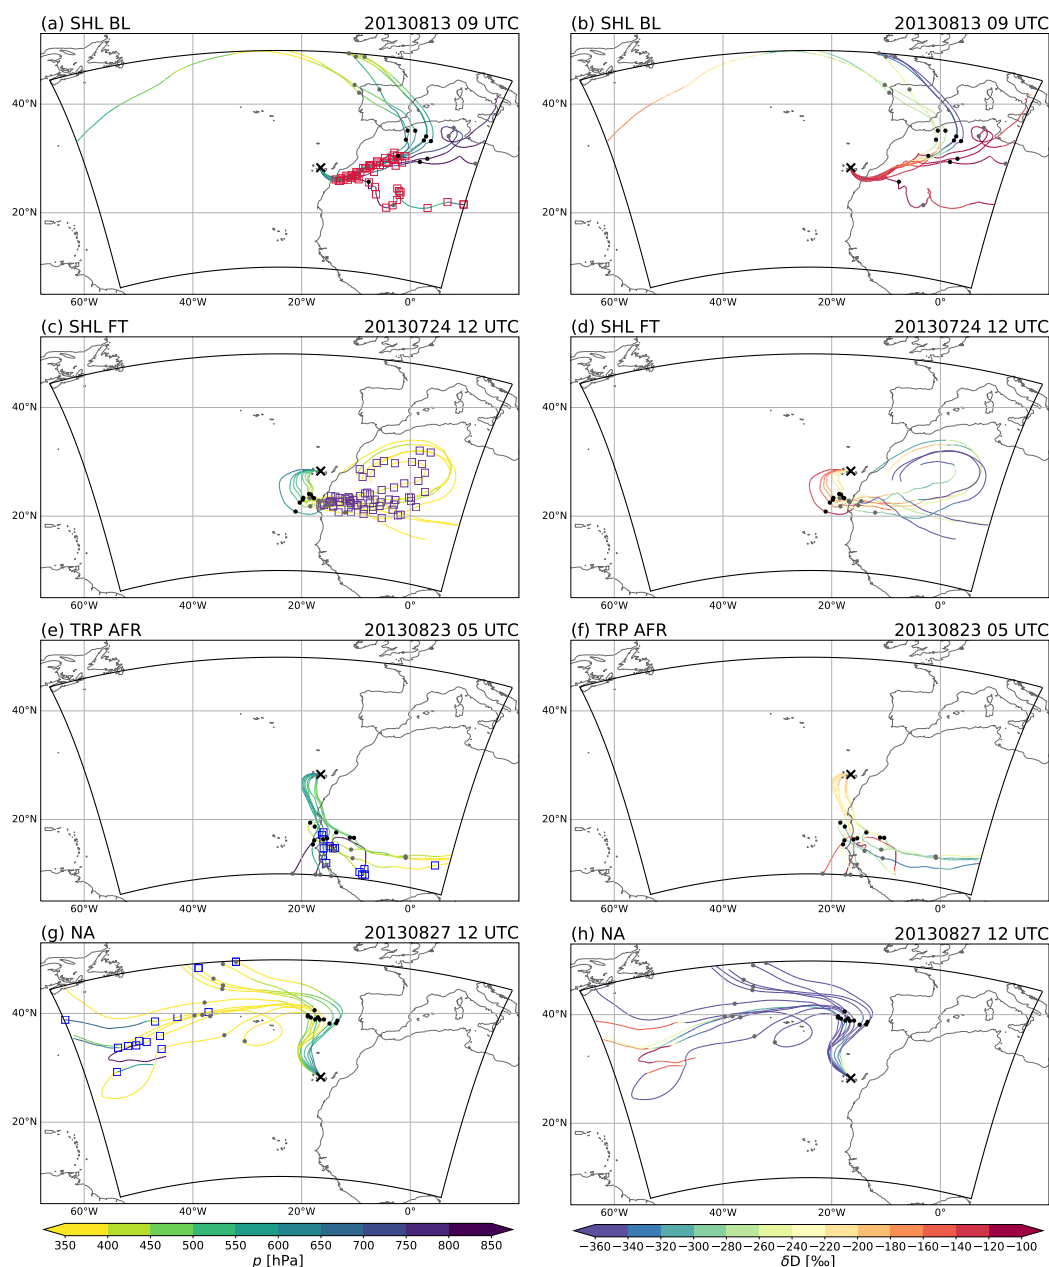 (a) SHL BL 20130813 09 UTC
(b) SHL BL 20130813 09 UTC
40°N 40°N
20°N 20°N
60°W 40°W 20°W 0° 60°W 40°W 20°W 0°
(c) SHL FT 20130724 12 UTC
(d) SHL FT 20130724 12 UTC
40°N 40°N
20°N 20°N
60°W 40°W 20°W 0° 60°W 40°W 20°W 0°
(e) TRP AFR 20130823 05 UTC
(f) TRP AFR 20130823 05 UTC
40°N 40°N
20°N 20°N
60°W 40°W 20°W 0° 60°W 40°W 20°W 0°
(g) NA 20130827 12 UTC
(h) NA 20130827 12 UTC
40°N 40°N
20°N 20°N
60°W 40°W 20°W 0° 60°W 40°W 20°W 0°
350 400 450 500 550 600 650 700 750 800 850
p [hPa]
−360 −340 −320 −300 −280 −260 −240 −220 −200 −180 −160 −140 −120 −100
δD [‰]